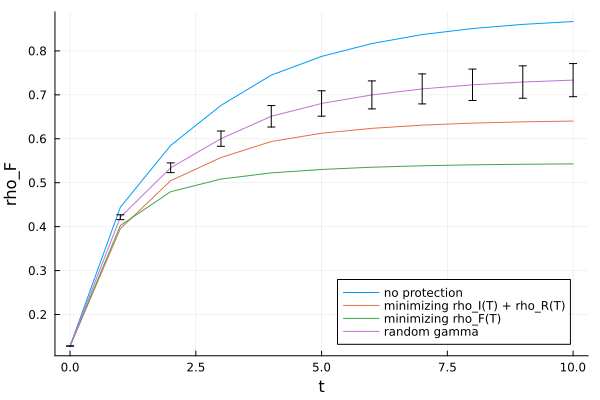 rho_F
0.8
0.7
0.6
0.5
0.4
0.3
0.2
no protection
minimizing rho_I(T) + rho_R(T)
minimizing rho_F(T)
random gamma
0.0 2.5 5.0 7.5 10.0
t